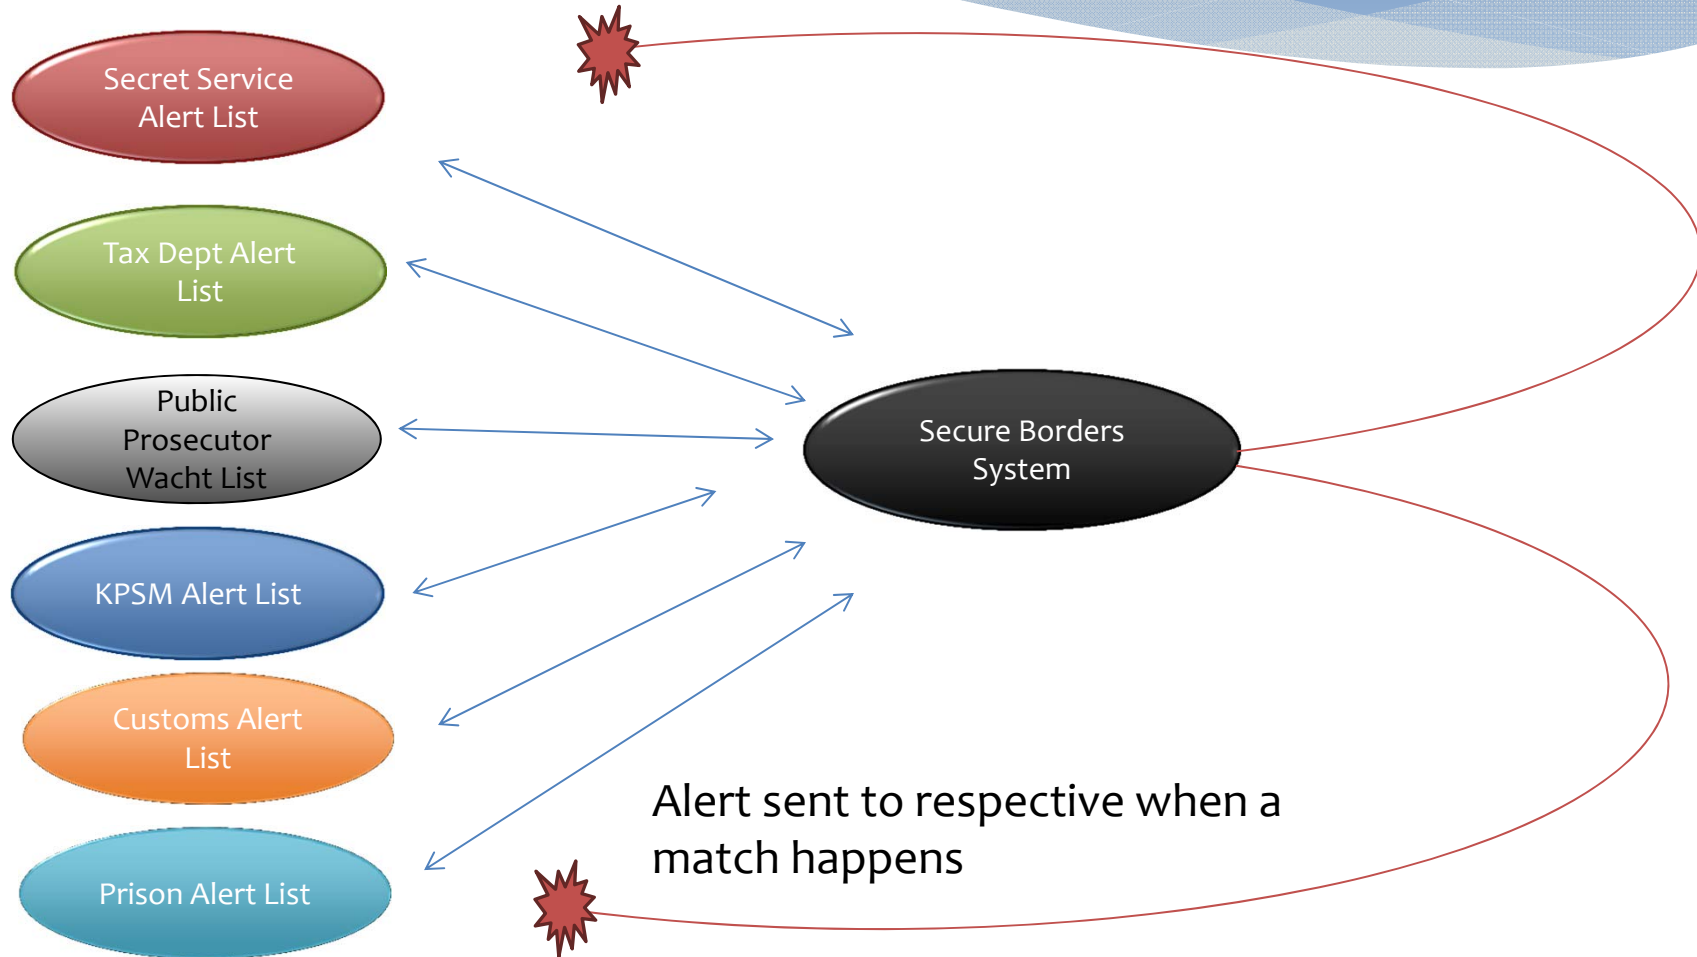 Secret Service
Alert List
Tax Dept Alert
List
Public
Prosecutor
Wacht List
KPSM Alert List
Customs Alert
List
Prison Alert List
Secure Borders
System
Alert sent to respective when a
match happens